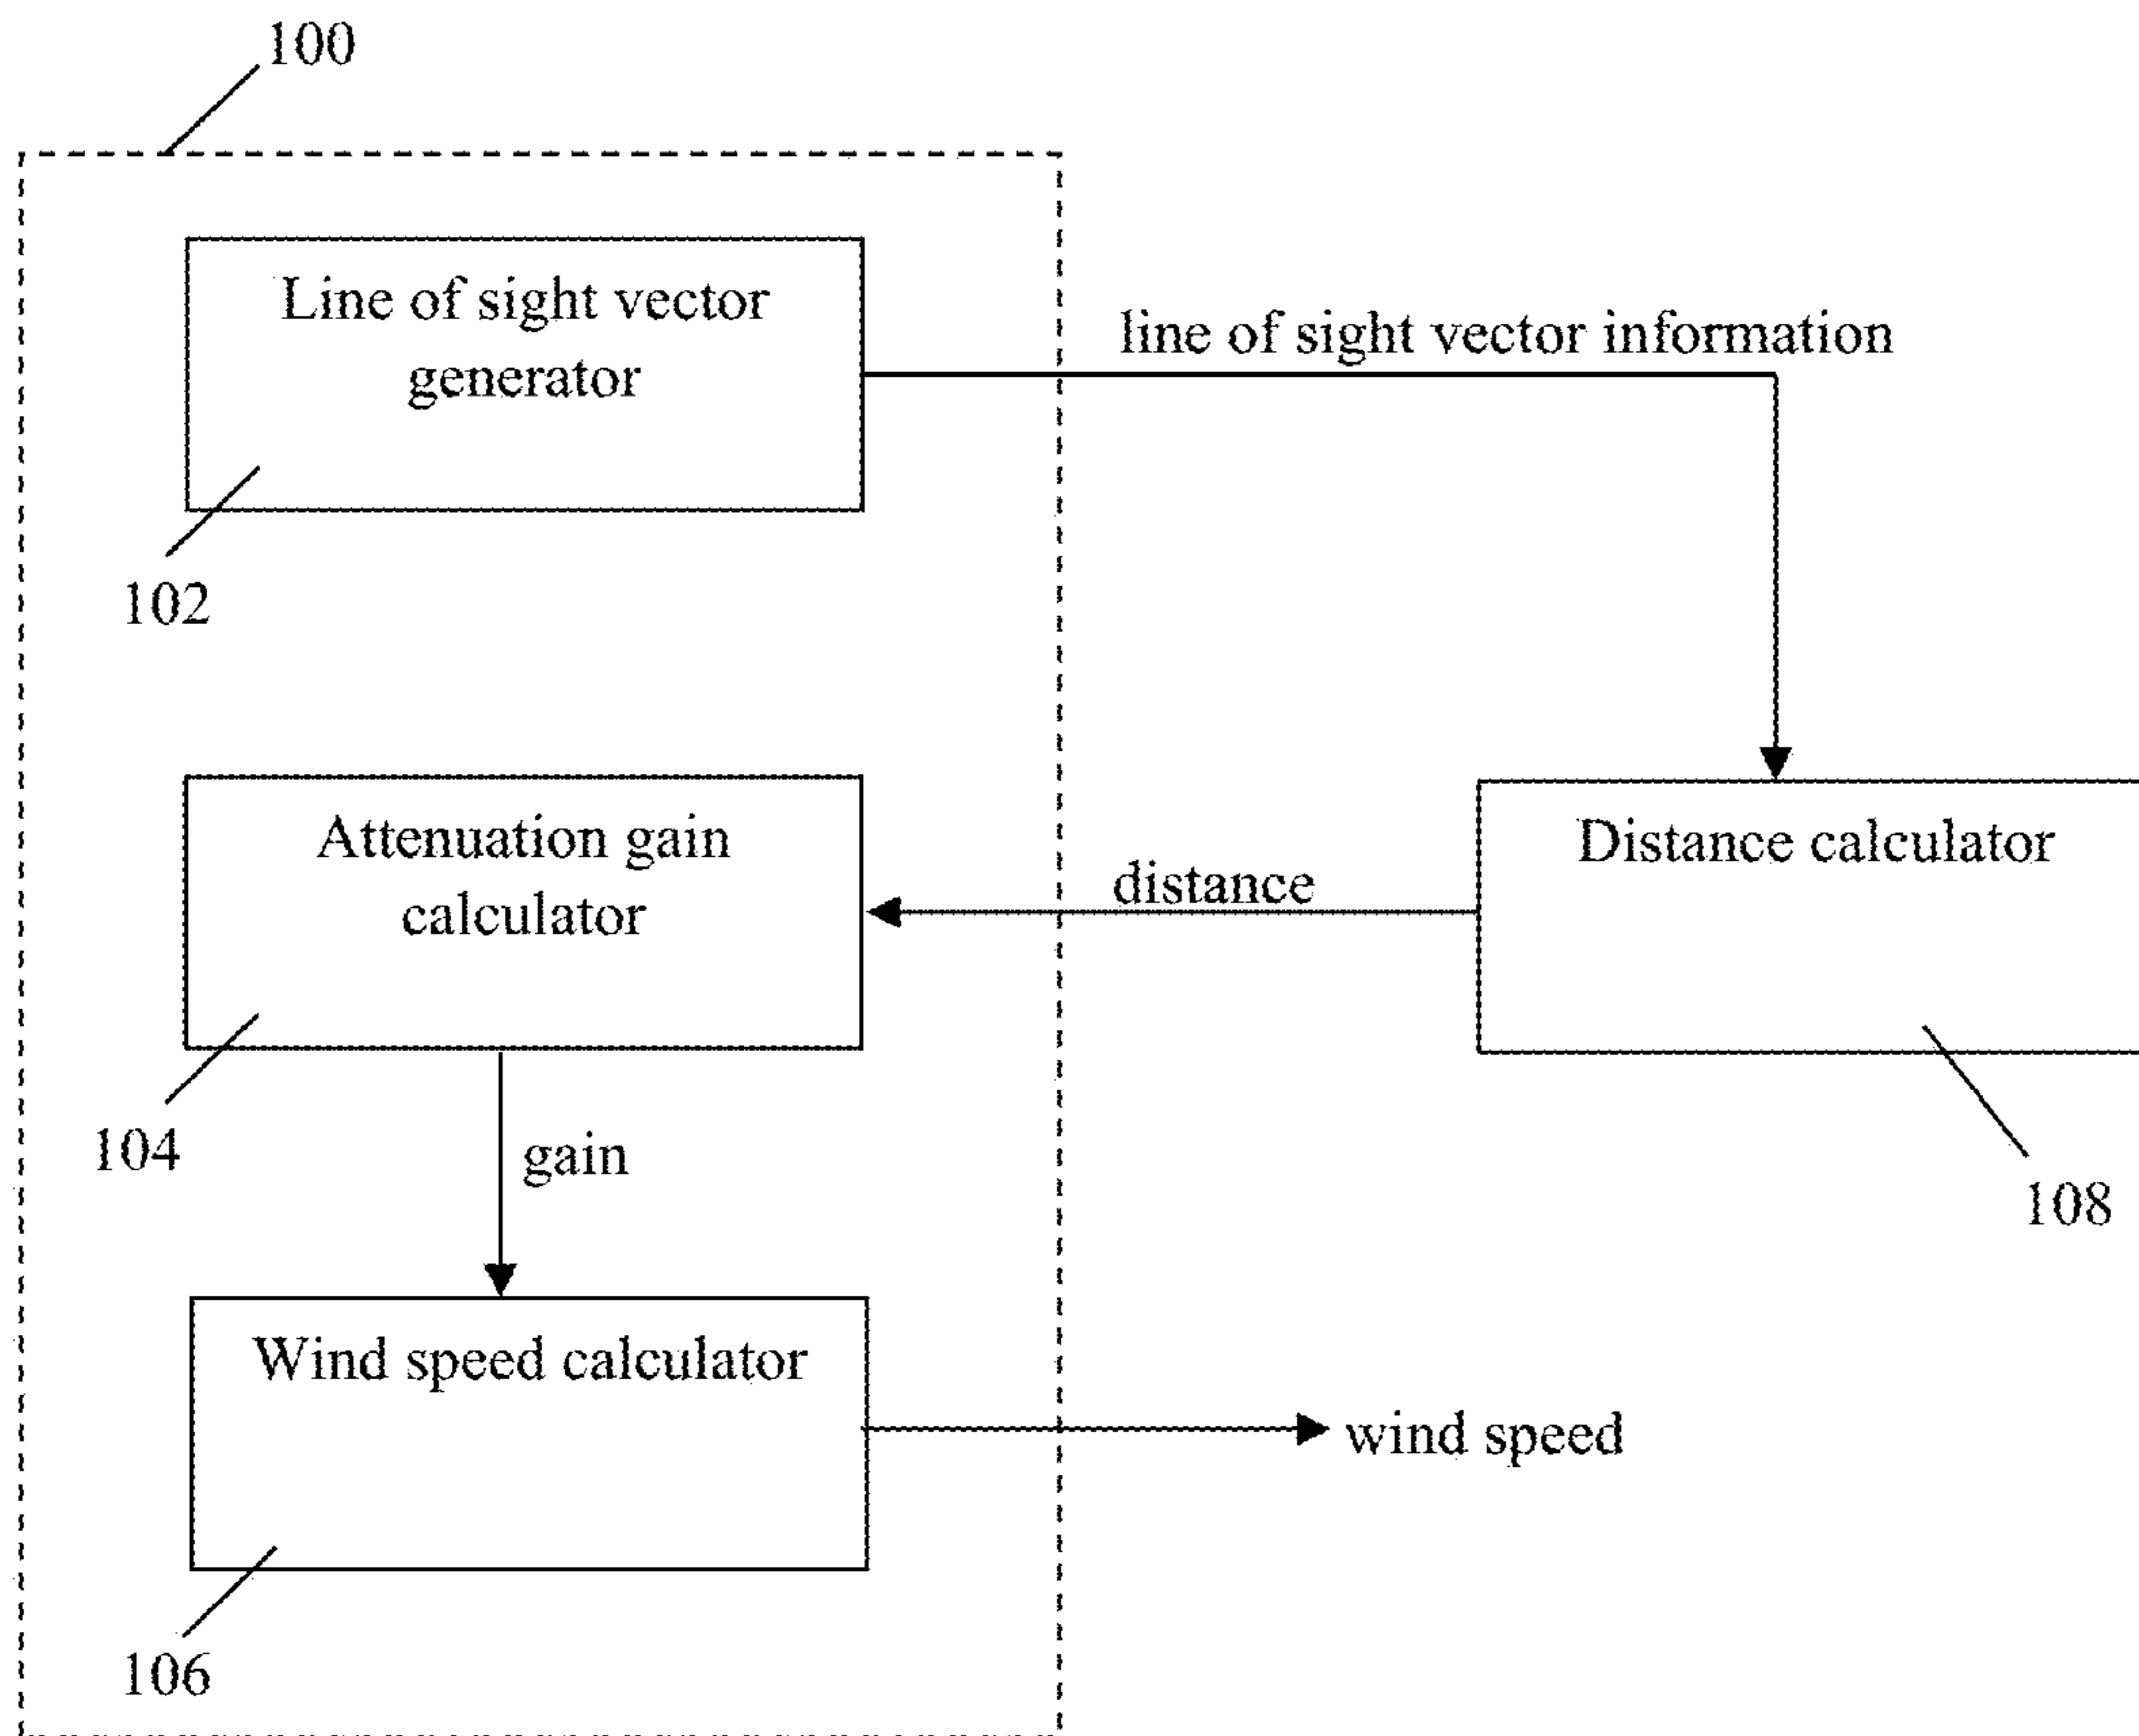 100
Line of sight vector
generator
line of sight vector information
102
Attenuation gain
calculator
distance
Distance calculator
104
gain
108
Wind speed calculator
wind speed
106